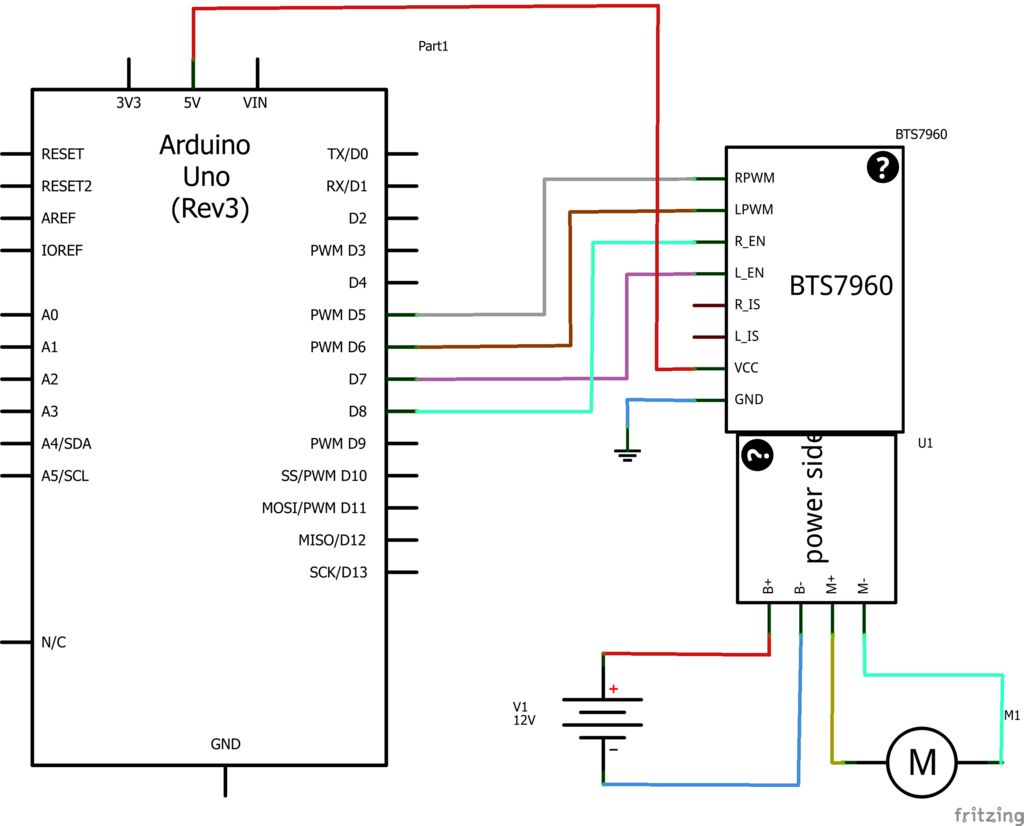 Part1
3V3
5V
VIN
Arduino
Uno
(Rev3)
RESET
RESET2
AREF
IOREF
A0
A1
A2
A3
A4/SDA
A5/SCL
N/C
TX/D0
RX/D1
D2
PWM D3
D4
PWM D5
PWM D6
D7
D8
PWM D9
SS/PWM D10
MOSI/PWM D11
MISO/D12
SCK/D13
GND
BTS7960
?
RPWM
LPWM
R_EN
L_EN
R_IS
L_IS
VCC
GND
BTS7960
U1
?
power side
B+
B-
M+
M-
V1
12V
+
−
M
M1
fritzing